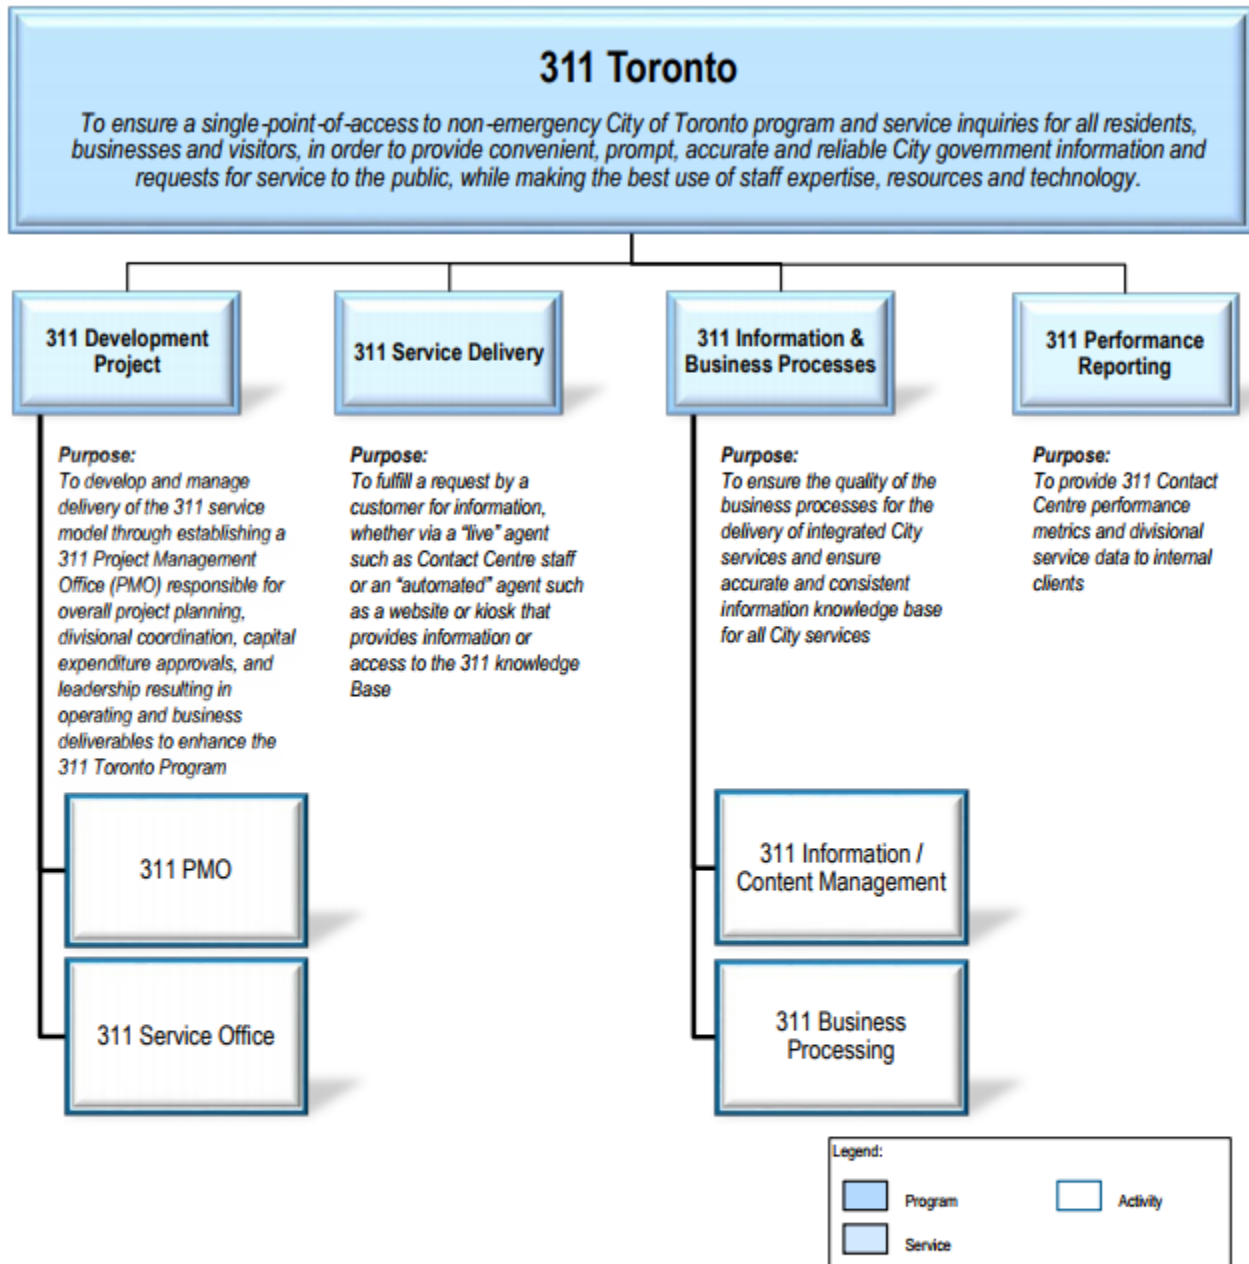 311 Toronto
To ensure a single-point-of-access to non-emergency City of Toronto program and service inquiries for all residents,
businesses and visitors, in order to provide convenient, prompt, accurate and reliable City government information and
requests for service to the public, while making the best use of staff expertise, resources and technology.
311 Development
Project
311 Service Delivery
311 Information &
Business Processes
311 Performance
Reporting
Purpose:
To develop and manage
delivery of the 311 service
model through establishing a
311 Project Management
Office (PMO) responsible for
overall project planning,
divisional coordination, capital
expenditure approvals, and
leadership resulting in
operating and business
deliverables to enhance the
311 Toronto Program
Purpose:
To fulfill a request by a
customer for information,
whether via a “live” agent
such as Contact Centre staff
or an “automated” agent such
as a website or kiosk that
provides information or
access to the 311 knowledge
Base
Purpose:
To ensure the quality of the
business processes for the
delivery of integrated City
services and ensure
accurate and consistent
information knowledge base
for all City services
Purpose:
To provide 311 Contact
Centre performance
metrics and divisional
service data to internal
clients
311 PMO
311 Service Office
311 Information /
Content Management
311 Business
Processing
Legend:
Program
Activity
Service